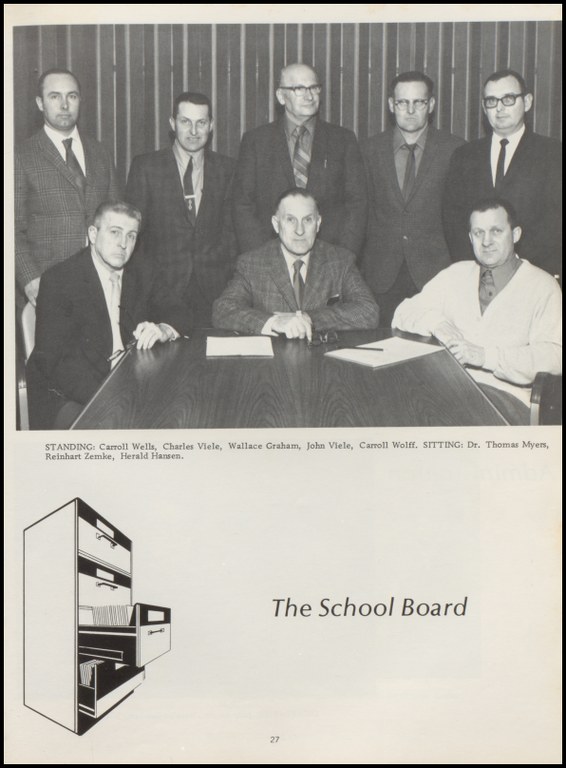 STANDING: Carroll Wells, Charles Viele, Wallace Graham, John Viele, Carroll Wolff. SITTING: Dr. Thomas Myers,
Reinhart Zemke, Herald Hansen.
The School Board
27